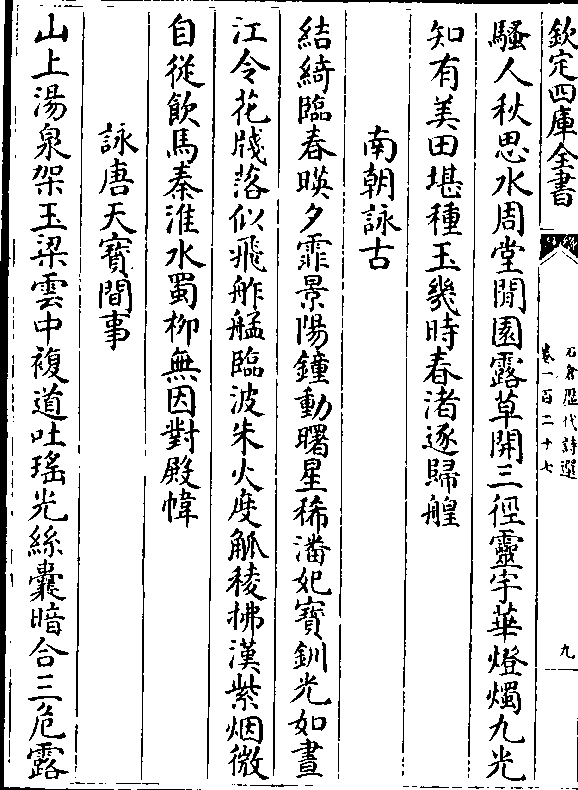 欽定四庫全書
石倉歷代詩選
卷一百二十七
九
騷人秋思水周堂閒園露草開三徑靈宇華燈燭九光
知有美田堪種玉幾時春渚逐歸艎
南朝詠古
結綺臨春暎夕霏景陽鐘動曙星稀潘妃寶釧光如晝
江令花牋落似飛舴艋臨波朱火度觚稜拂漢紫烟微
自從飲馬秦淮水蜀柳無因對殿幃
詠唐天寶間事
山上湯泉架玉梁雲中複道吐瑤光絲囊暗合三危露